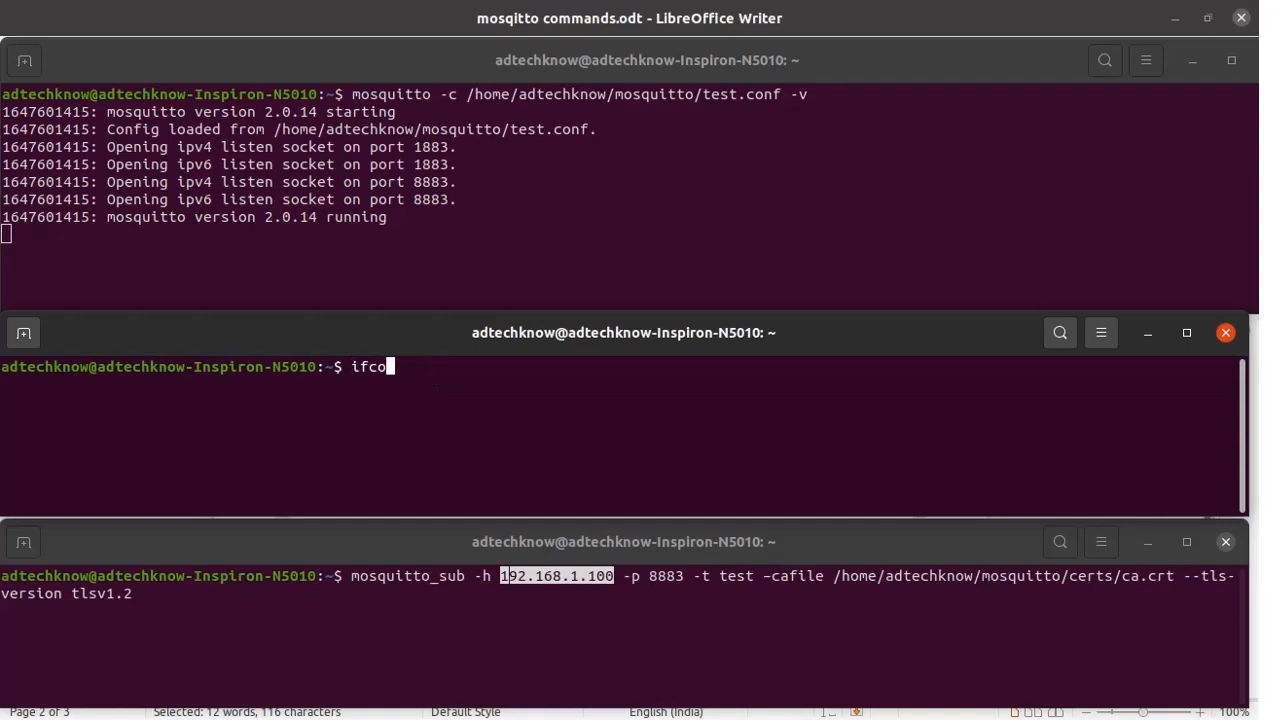 mosqitto commands.odt - LibreOffice Writer
adtechknow@adtechknow-Inspiron-N5010: ~
adtechknow@adtechknow-Inspiron-N5010:~$ mosquitto -c /home/adtechknow/mosquitto/test.conf -v
1647601415: mosquitto version 2.0.14 starting
1647601415: Config loaded from /home/adtechknow/mosquitto/test.conf.
1647601415: Opening ipv4 listen socket on port 1883.
1647601415: Opening ipv6 listen socket on port 1883.
1647601415: Opening ipv4 listen socket on port 8883.
1647601415: Opening ipv6 listen socket on port 8883.
1647601415: mosquitto version 2.0.14 running
adtechknow@adtechknow-Inspiron-N5010: ~
adtechknow@adtechknow-Inspiron-N5010:~$ ifco
adtechknow@adtechknow-Inspiron-N5010: ~
adtechknow@adtechknow-Inspiron-N5010:~$ mosquitto_sub -h 192.168.1.100 -p 8883 -t test –cafile /home/adtechknow/mosquitto/certs/ca.crt --tls-
version tlsv1.2
Page 2 of 3 Selected: 12 words, 116 characters Default Style English (India) 100%